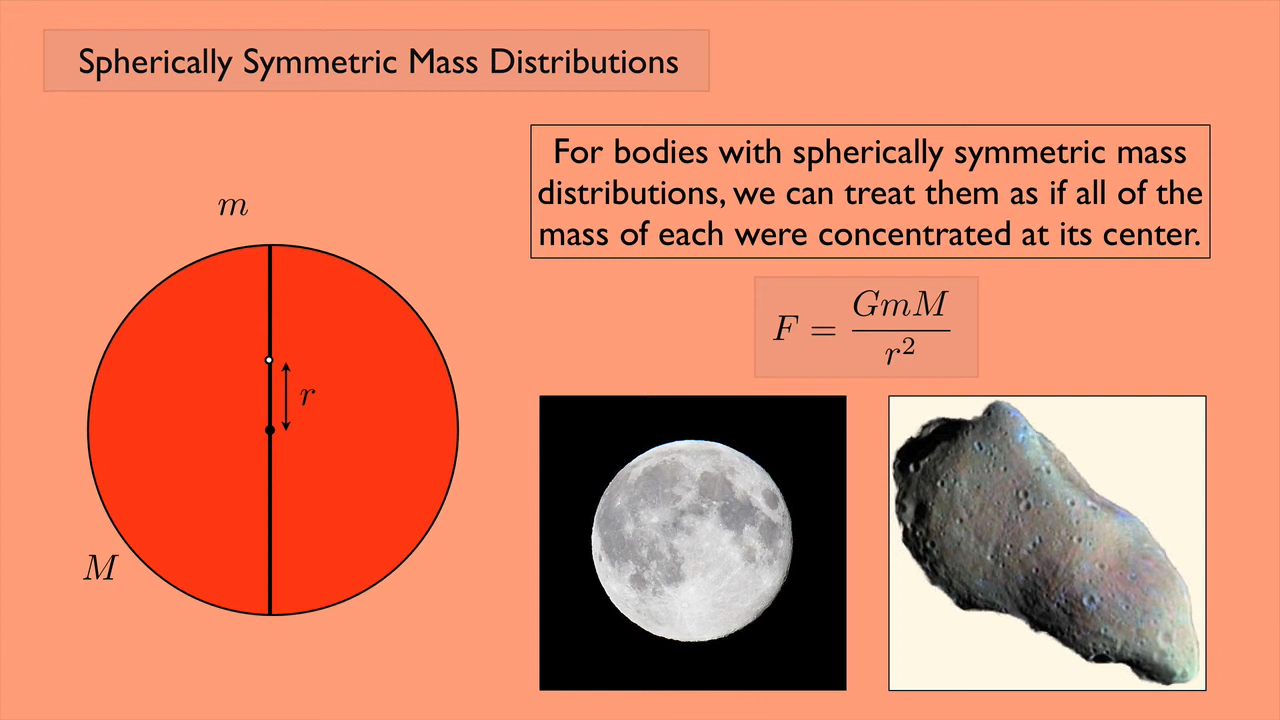 Spherically Symmetric Mass Distributions
For bodies with spherically symmetric mass
distributions, we can treat them as if all of the
mass of each were concentrated at its center.
m
F = GmM / r²
r
M